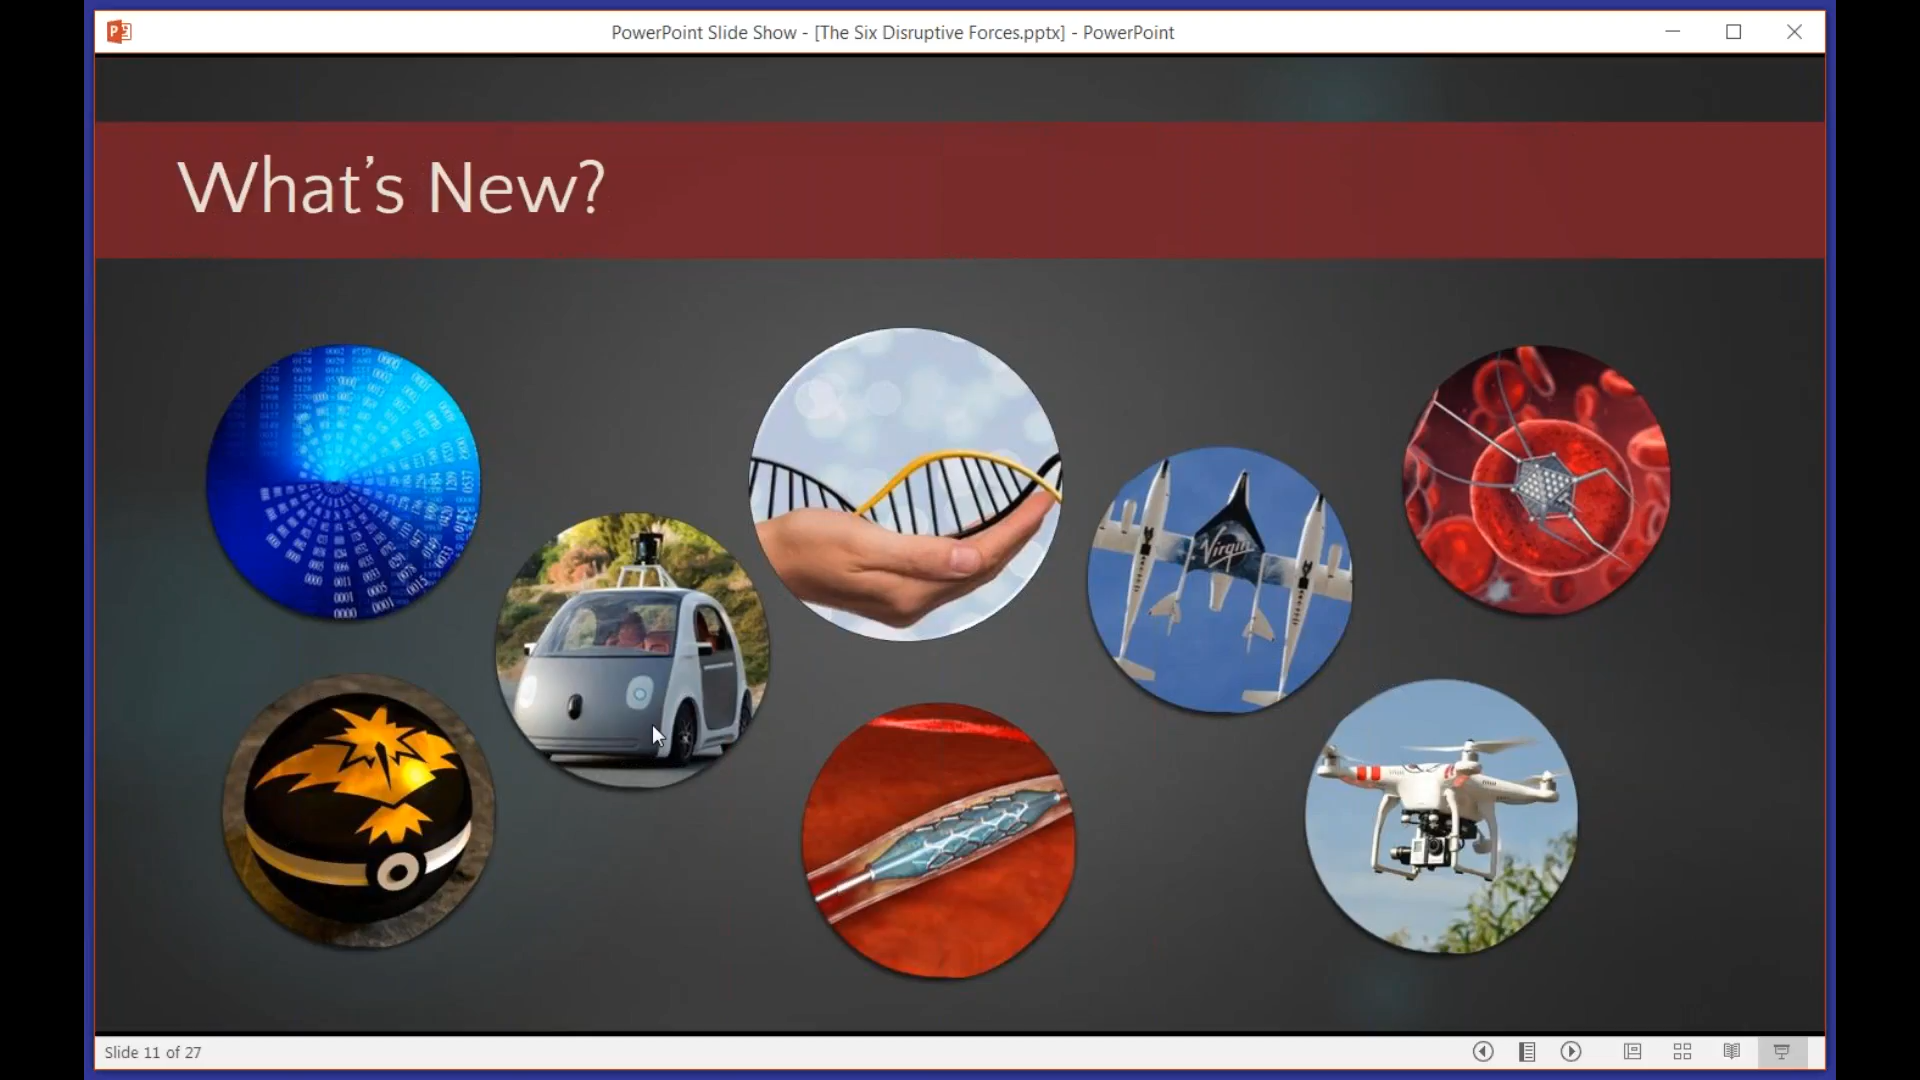 PowerPoint Slide Show - [The Six Disruptive Forces.pptx] - PowerPoint
What's New?
Virgin
Slide 11 of 27